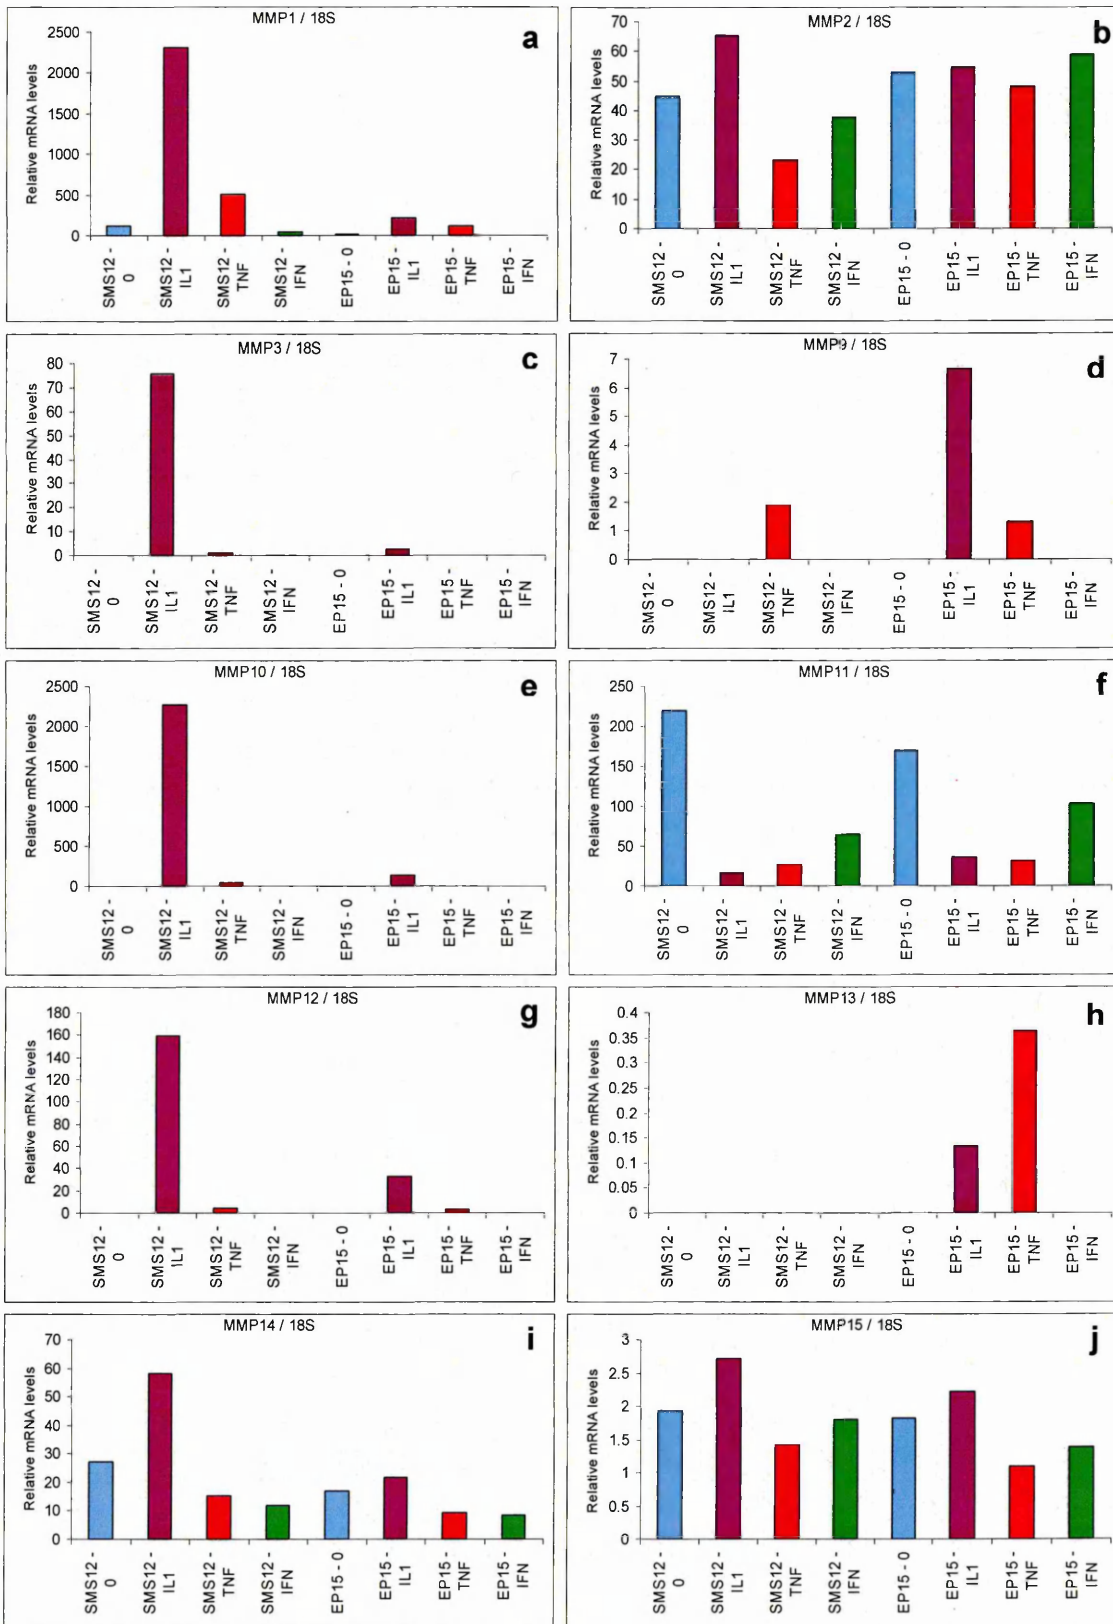 MMP1 / 18S
a
Relative mRNA levels
2500
2000
1500
1000
500
0
SMS12 - 0
SMS12 - IL1
SMS12 - TNF
SMS12 - IFN
EP15 - 0
EP15 - IL1
EP15 - TNF
EP15 - IFN
MMP2 / 18S
b
Relative mRNA levels
70
60
50
40
30
20
10
0
SMS12 - 0
SMS12 - IL1
SMS12 - TNF
SMS12 - IFN
EP15 - 0
EP15 - IL1
EP15 - TNF
EP15 - IFN
MMP3 / 18S
c
Relative mRNA levels
80
70
60
50
40
30
20
10
0
SMS12 - 0
SMS12 - IL1
SMS12 - TNF
SMS12 - IFN
EP15 - 0
EP15 - IL1
EP15 - TNF
EP15 - IFN
MMP9 / 18S
d
Relative mRNA levels
7
6
5
4
3
2
1
0
SMS12 - 0
SMS12 - IL1
SMS12 - TNF
SMS12 - IFN
EP15 - 0
EP15 - IL1
EP15 - TNF
EP15 - IFN
MMP10 / 18S
e
Relative mRNA levels
2500
2000
1500
1000
500
0
SMS12 - 0
SMS12 - IL1
SMS12 - TNF
SMS12 - IFN
EP15 - 0
EP15 - IL1
EP15 - TNF
EP15 - IFN
MMP11 / 18S
f
Relative mRNA levels
250
200
150
100
50
0
SMS12 - 0
SMS12 - IL1
SMS12 - TNF
SMS12 - IFN
EP15 - 0
EP15 - IL1
EP15 - TNF
EP15 - IFN
MMP12 / 18S
g
Relative mRNA levels
180
160
140
120
100
80
60
40
20
0
SMS12 - 0
SMS12 - IL1
SMS12 - TNF
SMS12 - IFN
EP15 - 0
EP15 - IL1
EP15 - TNF
EP15 - IFN
MMP13 / 18S
h
Relative mRNA levels
0.4
0.35
0.3
0.25
0.2
0.15
0.1
0.05
0
SMS12 - 0
SMS12 - IL1
SMS12 - TNF
SMS12 - IFN
EP15 - 0
EP15 - IL1
EP15 - TNF
EP15 - IFN
MMP14 / 18S
i
Relative mRNA levels
70
60
50
40
30
20
10
0
SMS12 - 0
SMS12 - IL1
SMS12 - TNF
SMS12 - IFN
EP15 - 0
EP15 - IL1
EP15 - TNF
EP15 - IFN
MMP15 / 18S
j
Relative mRNA levels
3
2.5
2
1.5
1
0.5
0
SMS12 - 0
SMS12 - IL1
SMS12 - TNF
SMS12 - IFN
EP15 - 0
EP15 - IL1
EP15 - TNF
EP15 - IFN